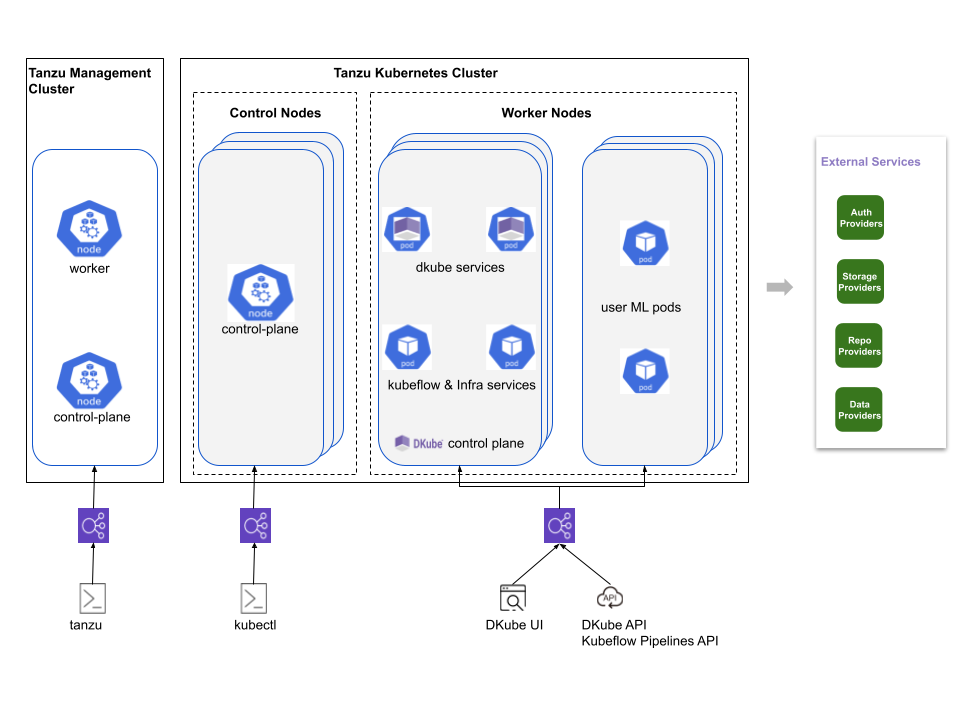 Tanzu Management
Cluster
node
worker
node
control-plane
Tanzu Kubernetes Cluster
Control Nodes
node
control-plane
Worker Nodes
pod
pod
dkube services
pod
pod
kubeflow & Infra services
DKube control plane
pod
user ML pods
pod
External Services
Auth
Providers
Storage
Providers
Repo
Providers
Data
Providers
tanzu
kubectl
DKube UI
API
DKube API
Kubeflow Pipelines API